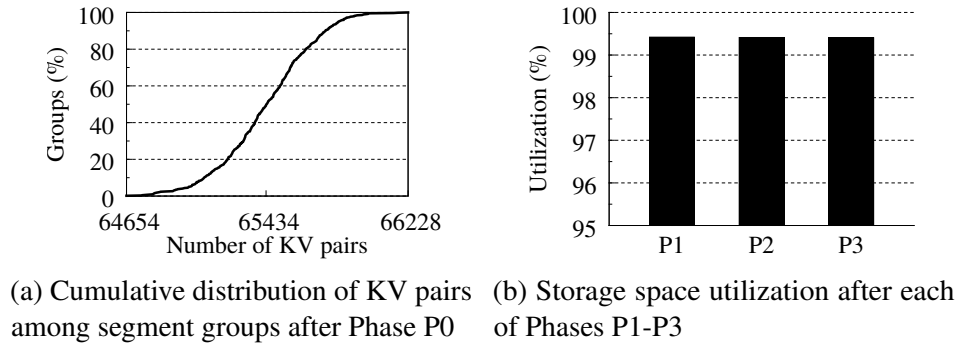 100
80
60
40
20
0
Groups (%)
64654 65434 66228
Number of KV pairs
(a) Cumulative distribution of KV pairs
among segment groups after Phase P0
100
99
98
97
96
95
Utilization (%)
P1 P2 P3
(b) Storage space utilization after each
of Phases P1-P3